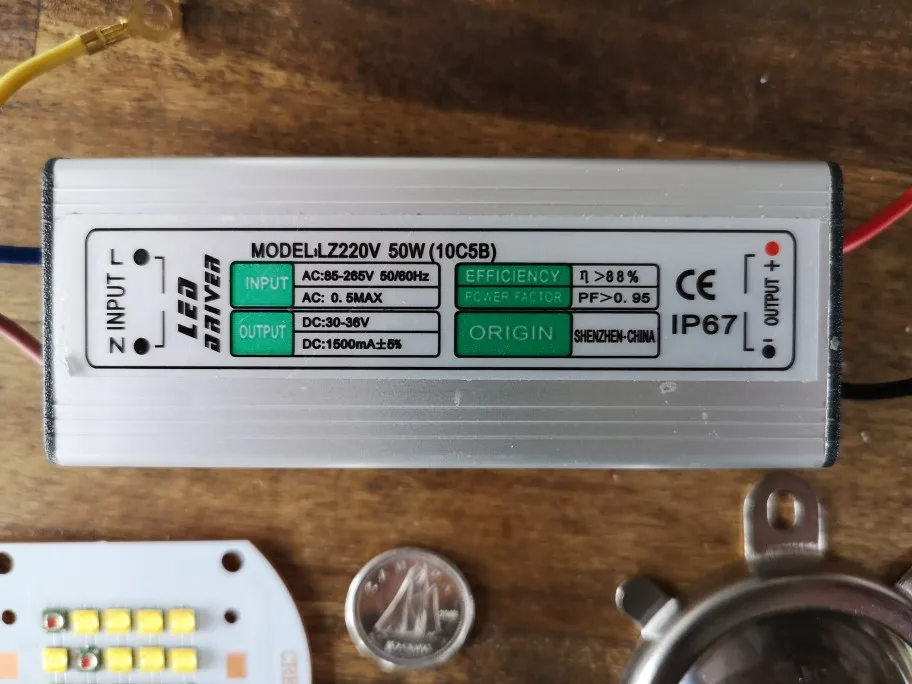 MODEL:LZ220V 50W (10C5B)
L
INPUT
N
LED
DRIVER
INPUT
AC:85-265V 50/60Hz
AC: 0.5MAX
OUTPUT
DC:30-36V
DC:1500mA±5%
EFFICIENCY
η >88%
POWER FACTOR
PF>0.95
ORIGIN
SHENZHEN-CHINA
CE
IP67
+
OUTPUT
-